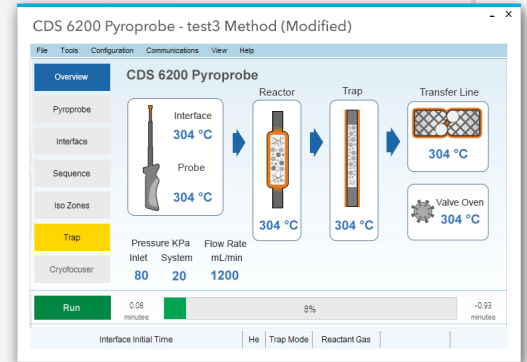 CDS 6200 Pyroprobe - test3 Method (Modified)
- x
File Tools Configuration Communications View Help
Overview
Pyroprobe
Interface
Sequence
Iso Zones
Trap
Cryofocuser
CDS 6200 Pyroprobe
Interface
304 °C
Probe
304 °C
Reactor
304 °C
Trap
304 °C
Transfer Line
304 °C
Valve Oven
304 °C
Pressure KPa Flow Rate
Inlet System mL/min
80 20 1200
Run
0.08
minutes
8%
-0.93
minutes
Interface Initial Time He Trap Mode Reactant Gas